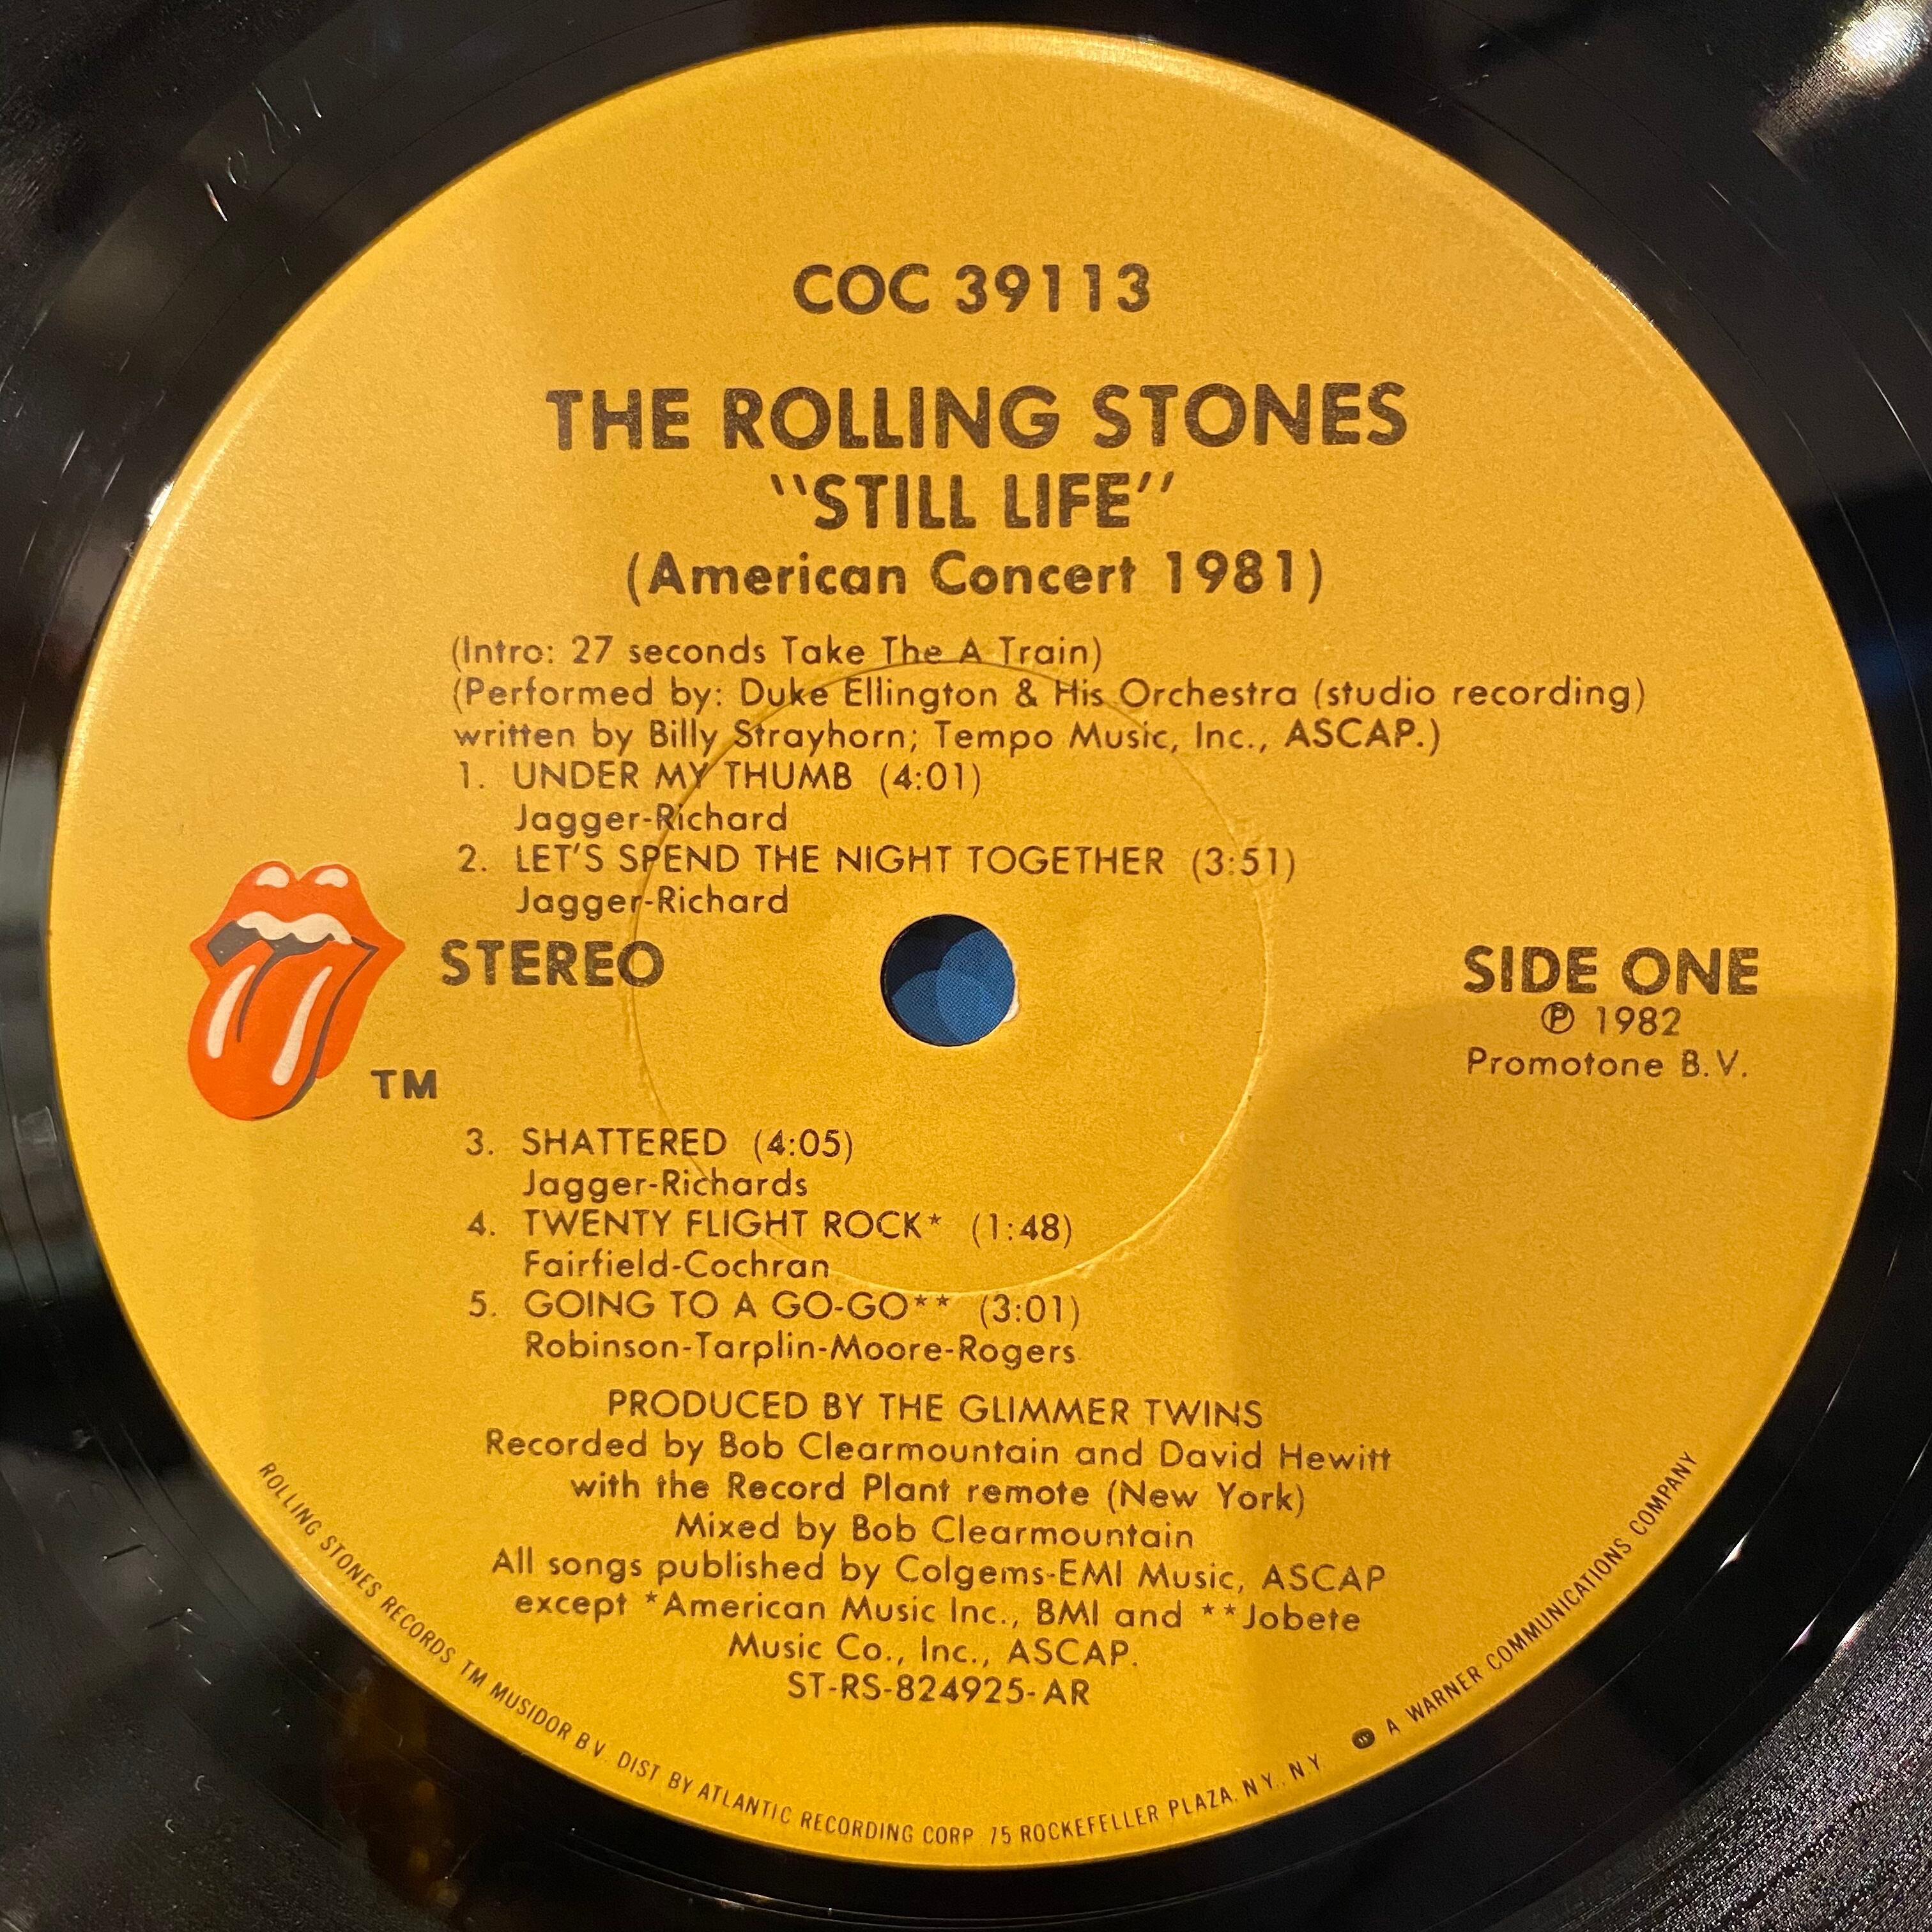 COC 39113
THE ROLLING STONES
"STILL LIFE"
(American Concert 1981)
(Intro: 27 seconds Take The A Train)
(Performed by: Duke Ellington & His Orchestra (studio recording)
written by Billy Strayhorn; Tempo Music, Inc., ASCAP.)
1. UNDER MY THUMB (4:01)
Jagger-Richard
2. LET'S SPEND THE NIGHT TOGETHER (3:51)
Jagger-Richard
STEREO
TM
SIDE ONE
℗ 1982
Promotone B.V.
3. SHATTERED (4:05)
Jagger-Richards
4. TWENTY FLIGHT ROCK* (1:48)
Fairfield-Cochran
5. GOING TO A GO-GO** (3:01)
Robinson-Tarplin-Moore-Rogers
PRODUCED BY THE GLIMMER TWINS
Recorded by Bob Clearmountain and David Hewitt
with the Record Plant remote (New York)
Mixed by Bob Clearmountain
All songs published by Colgems-EMI Music, ASCAP
except *American Music Inc., BMI and **Jobete
Music Co., Inc., ASCAP.
ST-RS-824925-AR
ROLLING STONES RECORDS TM MUSIDOR B.V. DIST BY ATLANTIC RECORDING CORP 75 ROCKEFELLER PLAZA, N.Y., N.Y. A WARNER COMMUNICATIONS COMPANY